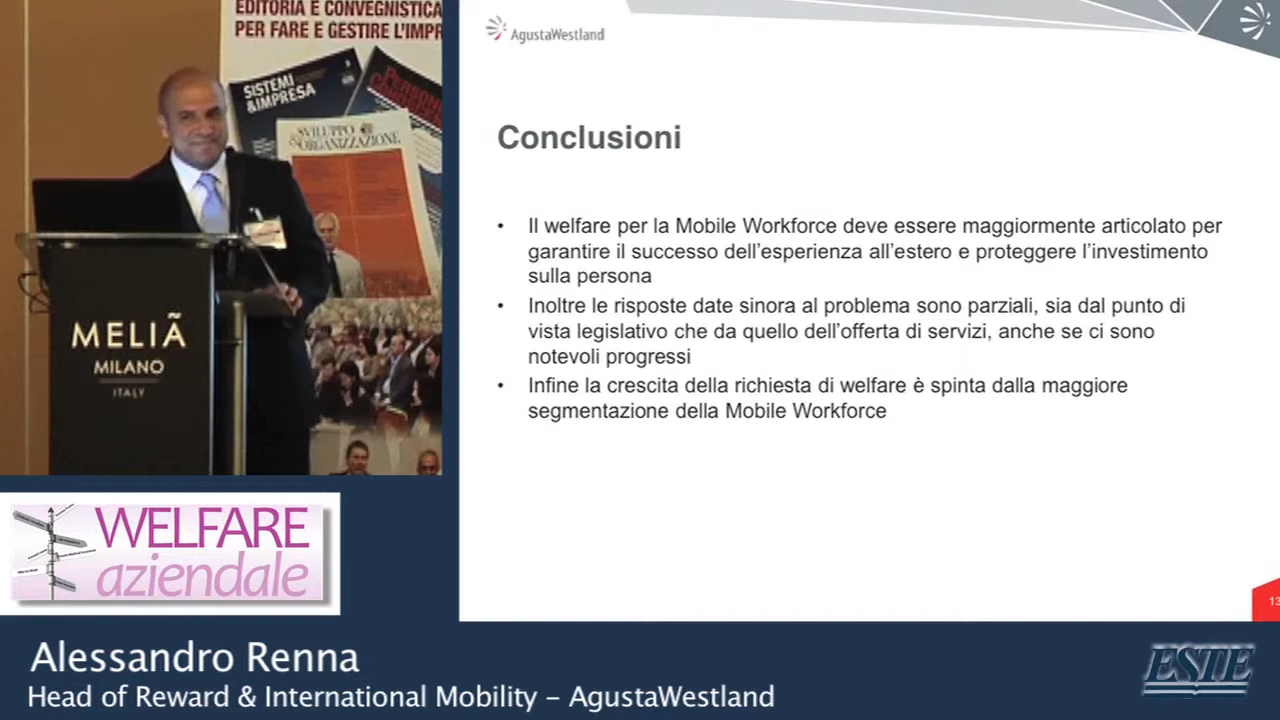 EDITORIA E CONVEGNISTICA
PER FARE E GESTIRE L'IMPR
SISTEMI
&IMPRESA
SVILUPPO
&ORGANIZZAZIONE
MELIÃ
MILANO
ITALY
AgustaWestland
Conclusioni
• Il welfare per la Mobile Workforce deve essere maggiormente articolato per
garantire il successo dell'esperienza all'estero e proteggere l'investimento
sulla persona
• Inoltre le risposte date sinora al problema sono parziali, sia dal punto di
vista legislativo che da quello dell'offerta di servizi, anche se ci sono
notevoli progressi
• Infine la crescita della richiesta di welfare è spinta dalla maggiore
segmentazione della Mobile Workforce
13
WELFARE
aziendale
Alessandro Renna
Head of Reward & International Mobility – AgustaWestland
ESTE